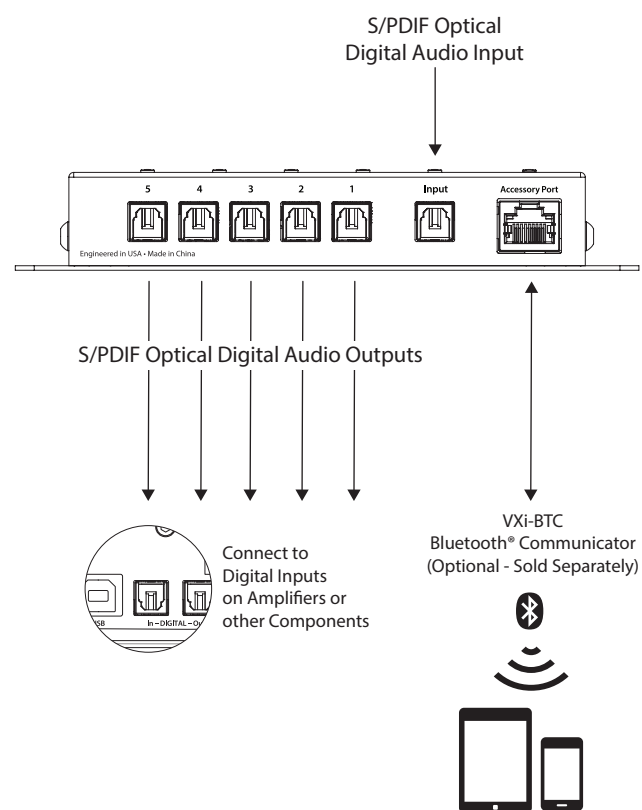 S/PDIF Optical
Digital Audio Input
5 4 3 2 1 Input Accessory Port
Engineered in USA • Made in China
S/PDIF Optical Digital Audio Outputs
Connect to
Digital Inputs
on Amplifiers or
other Components
SB In – DIGITAL – Ou
VXi-BTC
Bluetooth® Communicator
(Optional - Sold Separately)